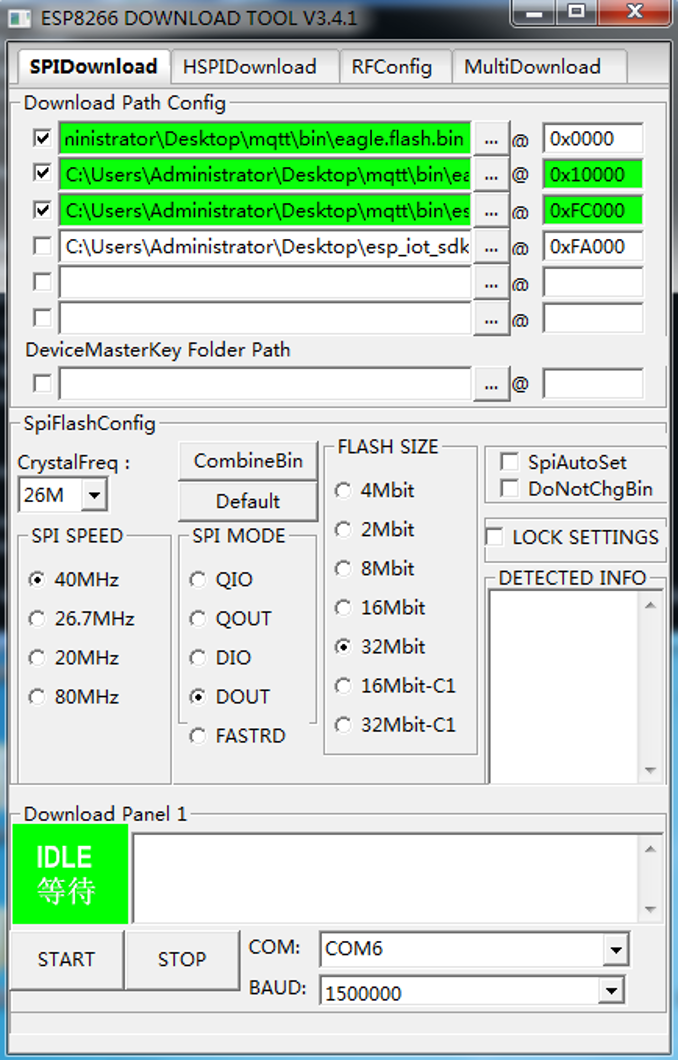 ESP8266 DOWNLOAD TOOL V3.4.1
SPIDownload HSPIDownload RFConfig MultiDownload
Download Path Config
ninistrator\Desktop\mqtt\bin\eagle.flash.bin ... @ 0x0000
C:\Users\Administrator\Desktop\mqtt\bin\ea ... @ 0x10000
C:\Users\Administrator\Desktop\mqtt\bin\es ... @ 0xFC000
C:\Users\Administrator\Desktop\esp_iot_sdk ... @ 0xFA000
... @
... @
DeviceMasterKey Folder Path
... @
SpiFlashConfig
CrystalFreq :
26M
CombineBin
Default
SPI SPEED
40MHz
26.7MHz
20MHz
80MHz
SPI MODE
QIO
QOUT
DIO
DOUT
FASTRD
FLASH SIZE
4Mbit
2Mbit
8Mbit
16Mbit
32Mbit
16Mbit-C1
32Mbit-C1
SpiAutoSet
DoNotChgBin
LOCK SETTINGS
DETECTED INFO
Download Panel 1
IDLE
等待
START STOP
COM: COM6
BAUD: 1500000